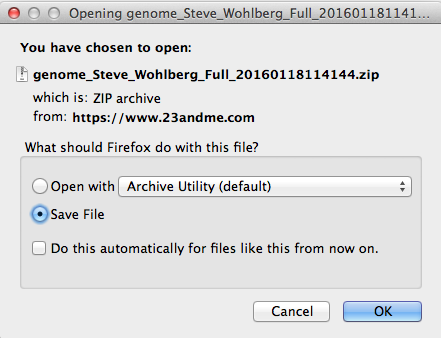 Opening genome_Steve_Wohlberg_Full_201601181141...
You have chosen to open:
genome_Steve_Wohlberg_Full_20160118114144.zip
which is: ZIP archive
from: https://www.23andme.com
What should Firefox do with this file?
Open with Archive Utility (default)
Save File
Do this automatically for files like this from now on.
Cancel OK